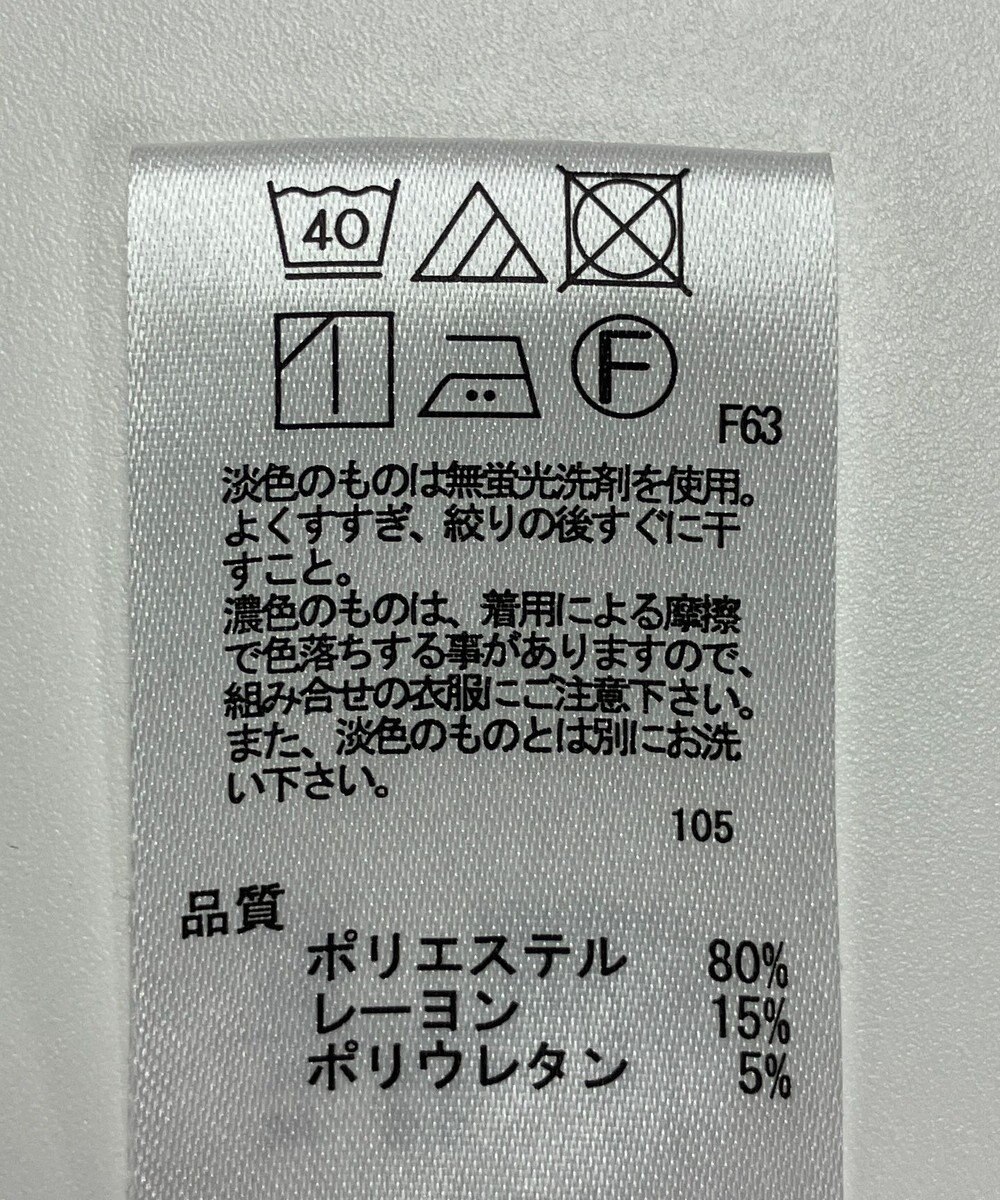 40
F
F63
淡色のものは無蛍光洗剤を使用。
よくすすぎ、絞りの後すぐに干
すこと。
濃色のものは、着用による摩擦
で色落ちする事がありますので、
組み合せの衣服にご注意下さい。
また、淡色のものとは別にお洗
い下さい。
105
品質
ポリエステル 80%
レーヨン 15%
ポリウレタン 5%